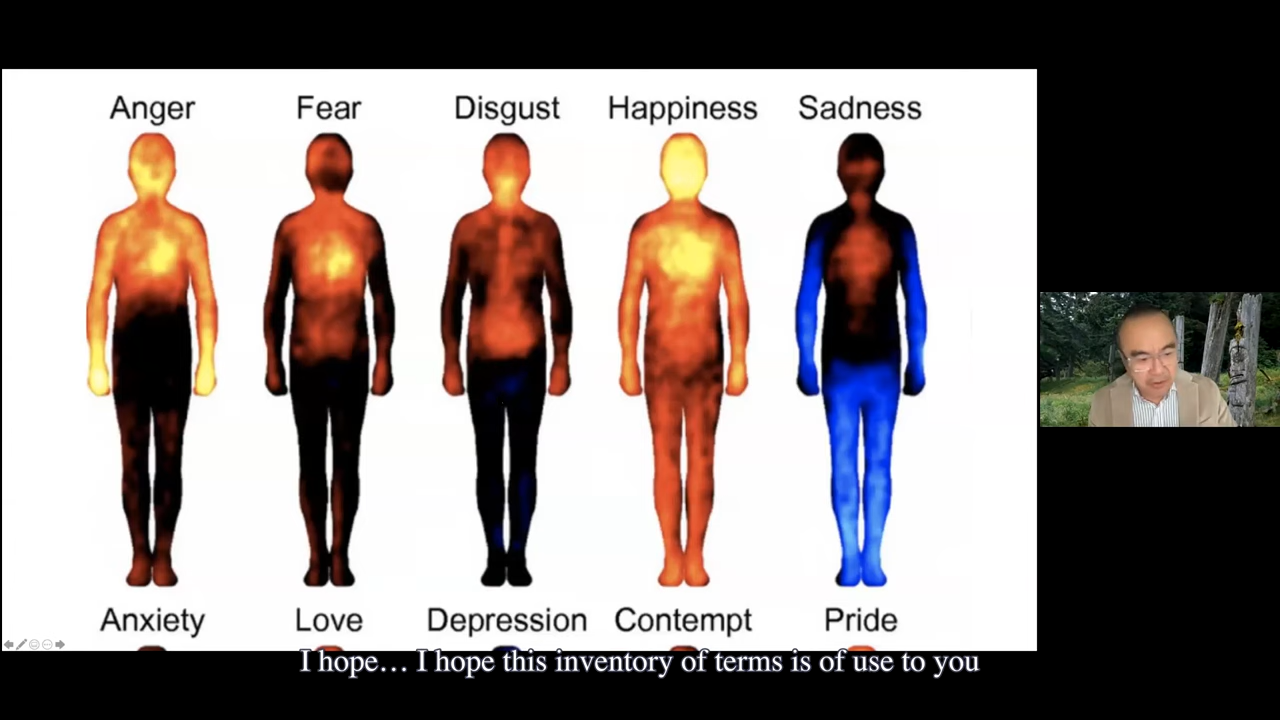 Anger Fear Disgust Happiness Sadness
Anxiety Love Depression Contempt Pride
I hope… I hope this inventory of terms is of use to you